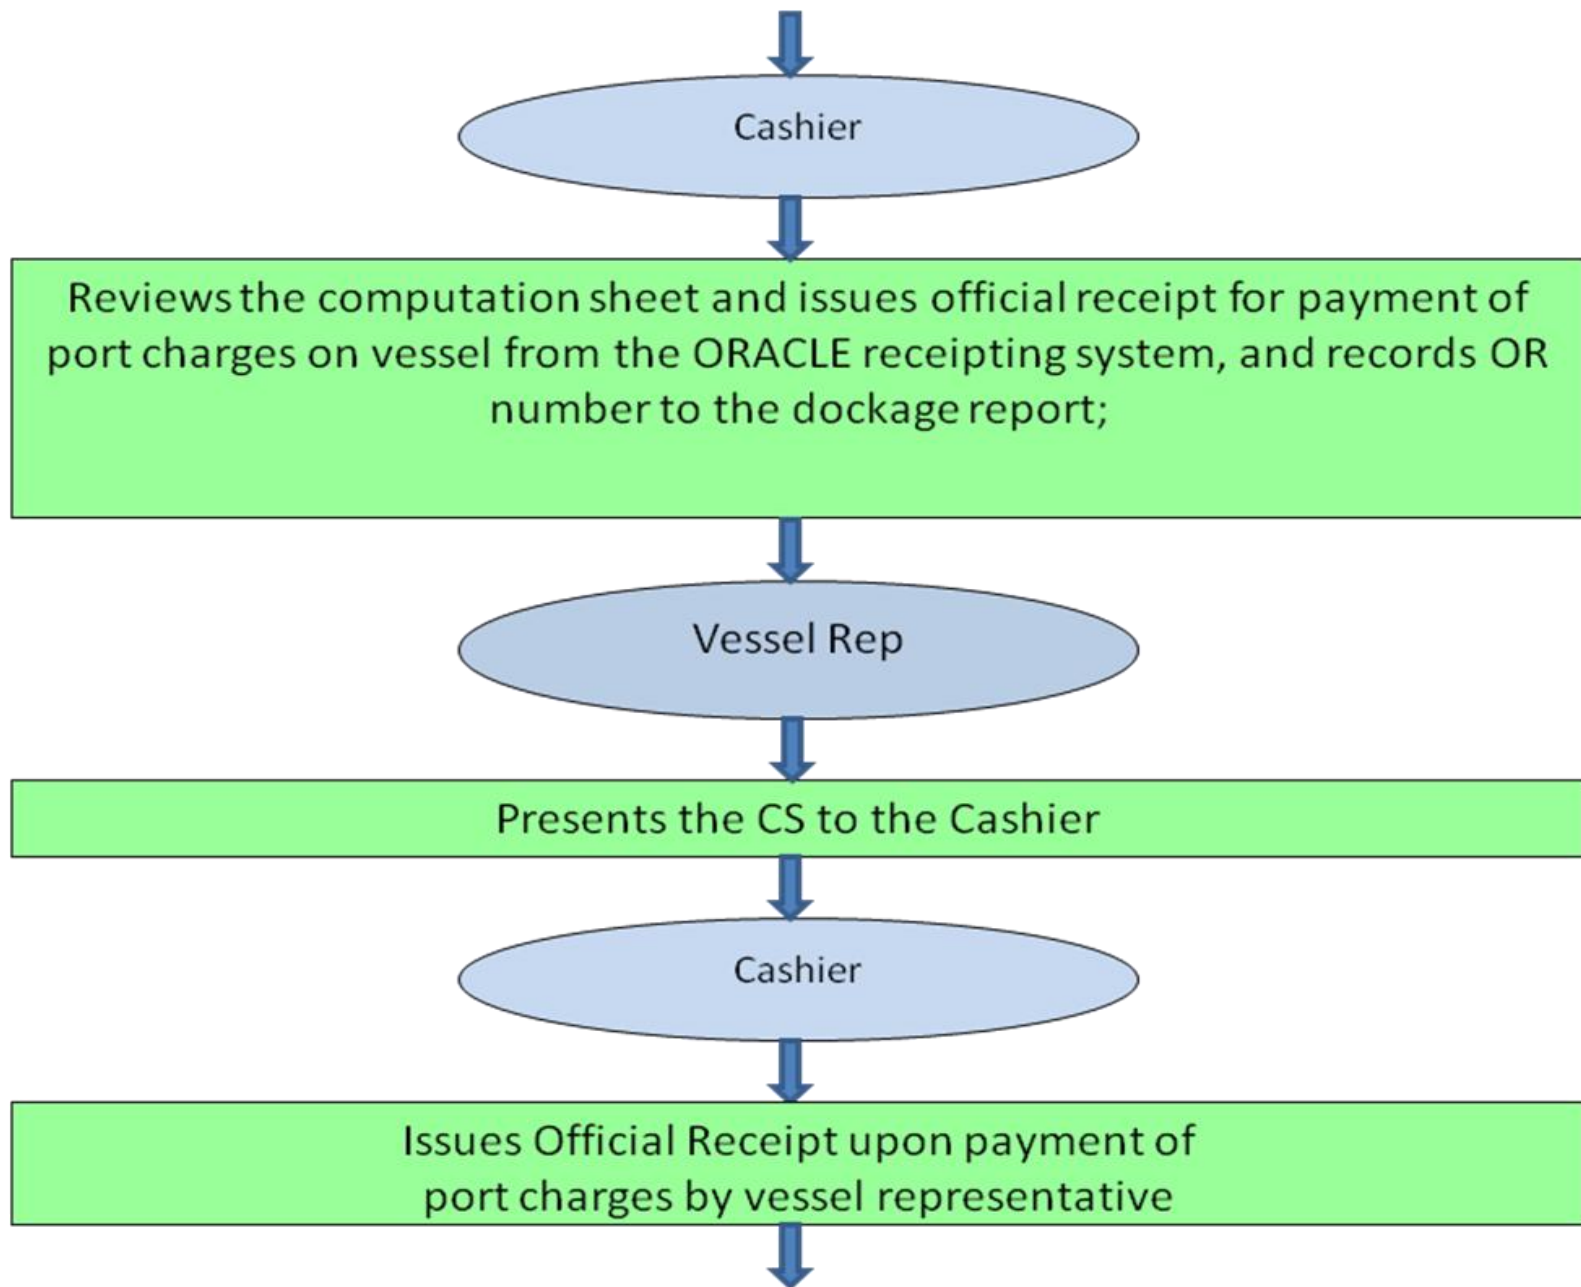 Cashier
Reviews the computation sheet and issues official receipt for payment of
port charges on vessel from the ORACLE receipting system, and records OR
number to the dockage report;
Vessel Rep
Presents the CS to the Cashier
Cashier
Issues Official Receipt upon payment of
port charges by vessel representative